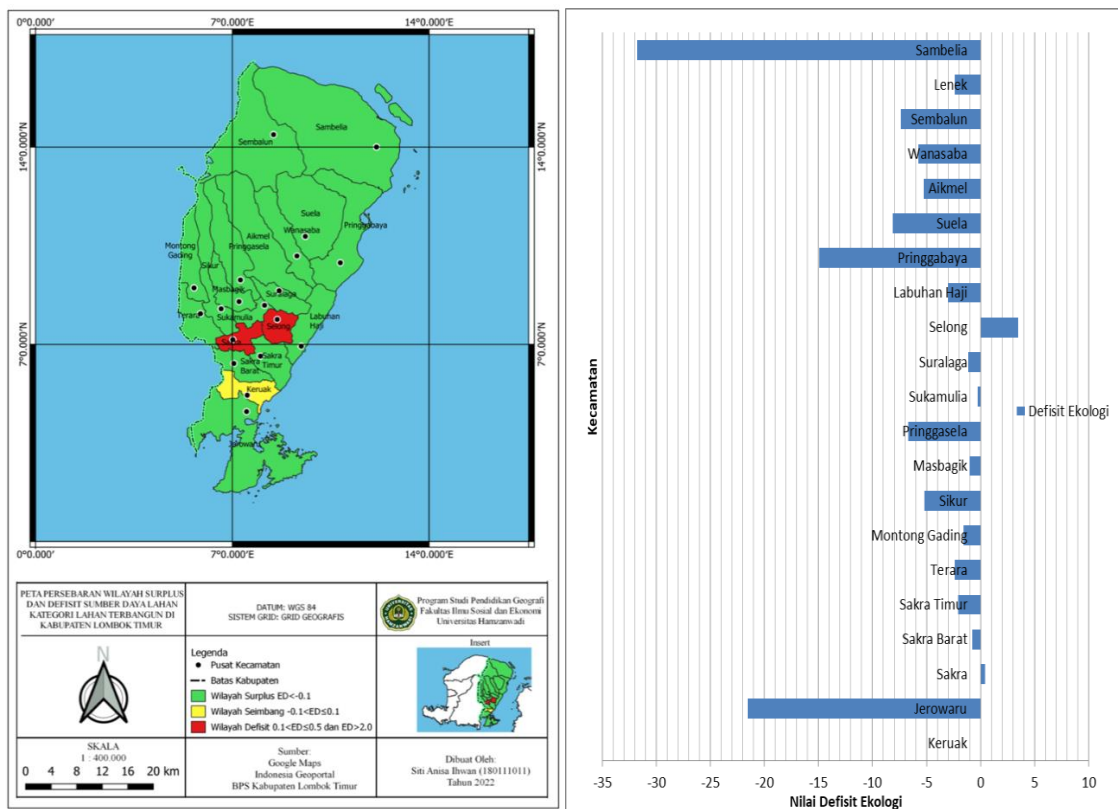 0°0.000'
7°0.000'
14°0.000'
14°0.000'N
14°0.000'N
7°0.000'N
7°0.000'N
Sambelia
Sembalun
Suela
Wanasaba
Pringgabaya
Aikmel
Pringgasela
Montong
Gading
Sikur
Masbagik
Suralaga
Labuhan
Haji
Terara
Sukamulia
Selong
Sakra
Sakra
Timur
Sakra
Barat
Keruak
0°0.000'
7°0.000'
14°0.000'
PETA PERSEBARAN WILAYAH SURPLUS
DAN DEFISIT SUMBER DAYA LAHAN
KATEGORI LAHAN TERBANGUN DI
KABUPATEN LOMBOK TIMUR
DATUM: WGS 84
SISTEM GRID: GRID GEOGRAFIS
Program Studi Pendidikan Geografi
Fakultas Ilmu Sosial dan Ekonomi
Universitas Hamzanwadi
N
Legenda
Pusat Kecamatan
Batas Kabupaten
Wilayah Surplus ED<-0.1
Wilayah Seimbang -0.1<ED≤0.1
Wilayah Defisit 0.1<ED≤0.5 dan ED>2.0
Insert
SKALA
1 : 400.000
0 4 8 12 16 20 km
Sumber:
Google Maps
Indonesia Geoportal
BPS Kabupaten Lombok Timur
Dibuat Oleh:
Siti Anisa Ihwan (180111011)
Tahun 2022
Kecamatan
Sambelia
Lenek
Sembalun
Wanasaba
Aikmel
Suela
Pringgabaya
Labuhan Haji
Selong
Suralaga
Sukamulia
Pringgasela
Masbagik
Sikur
Montong Gading
Terara
Sakra Timur
Sakra Barat
Sakra
Jerowaru
Keruak
Defisit Ekologi
-35 -30 -25 -20 -15 -10 -5 0 5 10
Nilai Defisit Ekologi